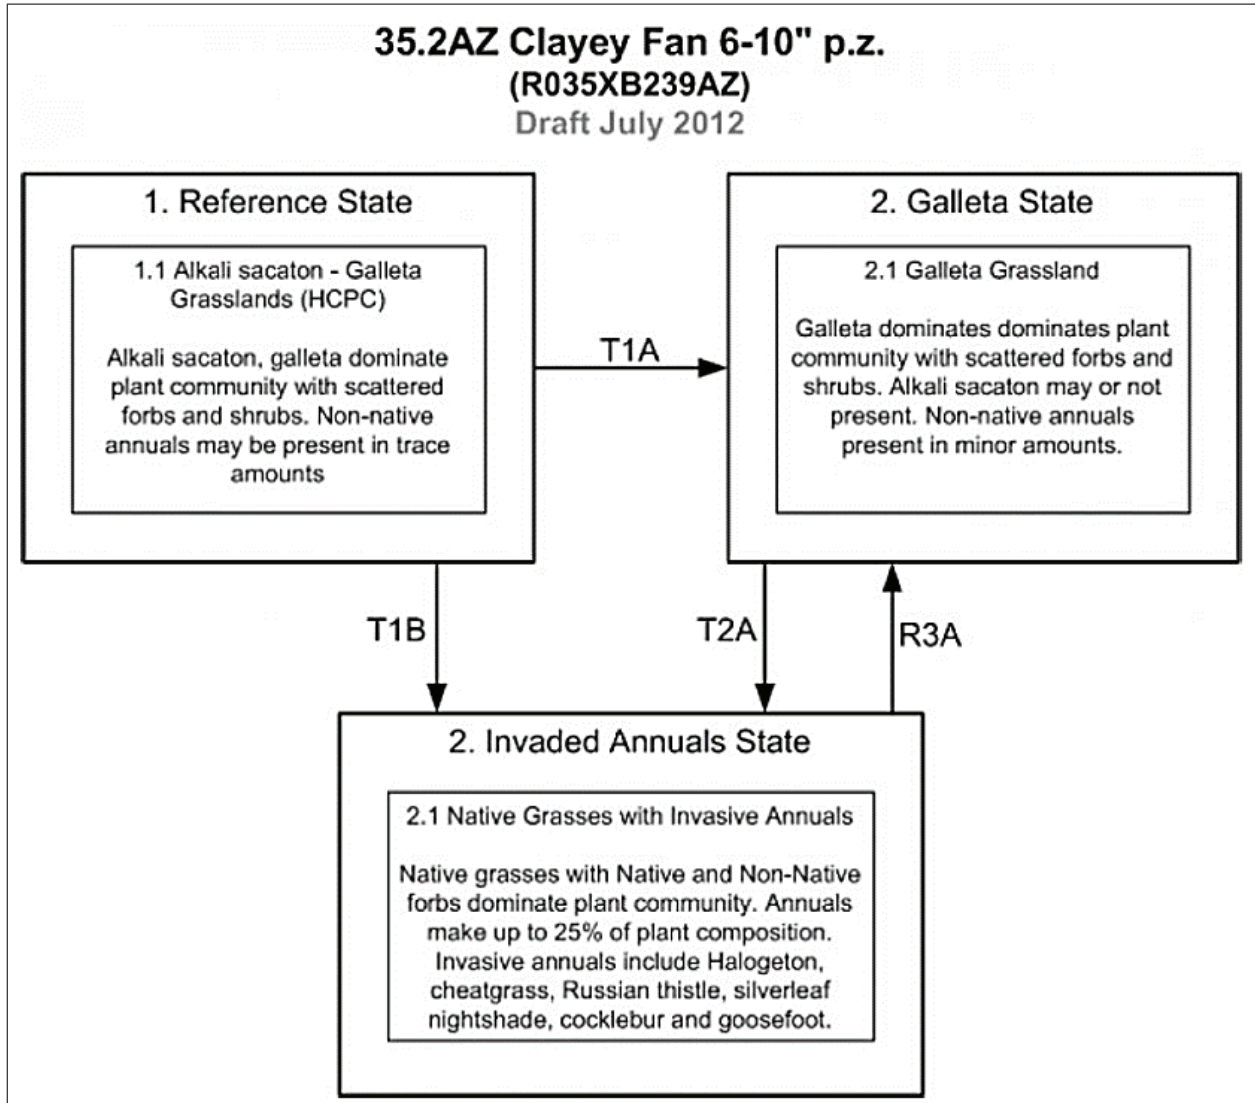 35.2AZ Clayey Fan 6-10" p.z.
(R035XB239AZ)
Draft July 2012
1. Reference State
1.1 Alkali sacaton - Galleta
Grasslands (HCPC)
Alkali sacaton, galleta dominate
plant community with scattered
forbs and shrubs. Non-native
annuals may be present in trace
amounts
T1A
2. Galleta State
2.1 Galleta Grassland
Galleta dominates dominates plant
community with scattered forbs and
shrubs. Alkali sacaton may or not
present. Non-native annuals
present in minor amounts.
T1B
T2A
R3A
2. Invaded Annuals State
2.1 Native Grasses with Invasive Annuals
Native grasses with Native and Non-Native
forbs dominate plant community. Annuals
make up to 25% of plant composition.
Invasive annuals include Halogeton,
cheatgrass, Russian thistle, silverleaf
nightshade, cocklebur and goosefoot.